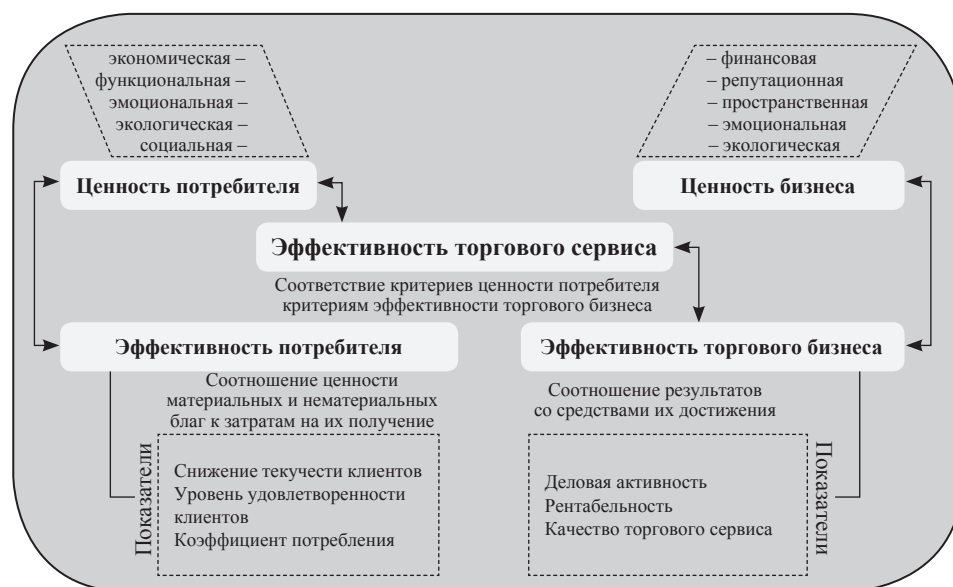 экономическая –
функциональная –
эмоциональная –
экологическая –
социальная –
– финансовая
– репутационная
– пространственная
– эмоциональная
– экологическая
Ценность потребителя
Ценность бизнеса
Эффективность торгового сервиса
Соответствие критериев ценности потребителя
критериям эффективности торгового бизнеса
Эффективность потребителя
Эффективность торгового бизнеса
Соотношение ценности
материальных и нематериальных
благ к затратам на их получение
Соотношение результатов
со средствами их достижения
Показатели
Снижение текучести клиентов
Уровень удовлетворенности
клиентов
Коэффициент потребления
Деловая активность
Рентабельность
Качество торгового сервиса
Показатели